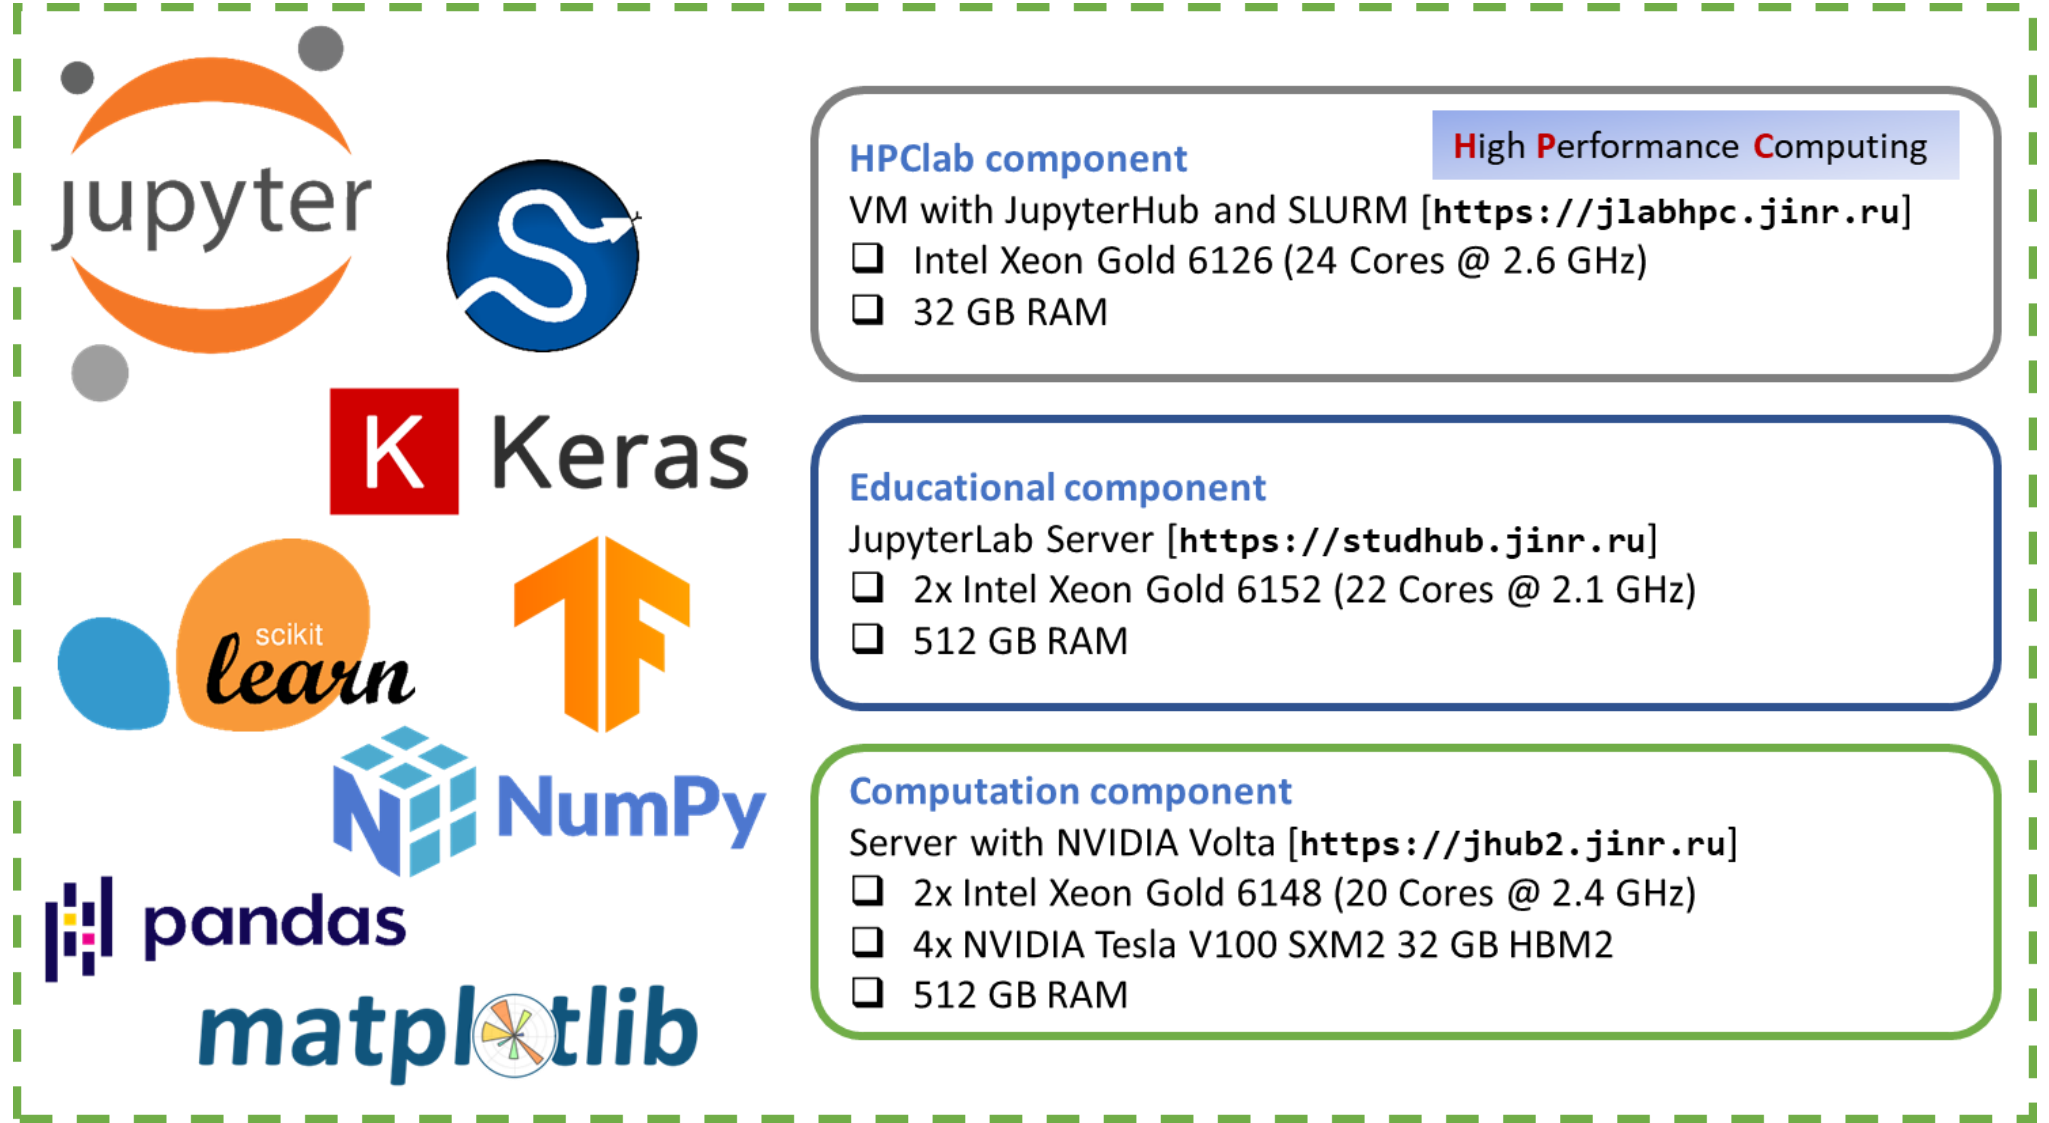 jupyter
K Keras
scikit
learn
NumPy
pandas
matplotlib
High Performance Computing
HPClab component
VM with JupyterHub and SLURM [https://jlabhpc.jinr.ru]
❑ Intel Xeon Gold 6126 (24 Cores @ 2.6 GHz)
❑ 32 GB RAM
Educational component
JupyterLab Server [https://studhub.jinr.ru]
❑ 2x Intel Xeon Gold 6152 (22 Cores @ 2.1 GHz)
❑ 512 GB RAM
Computation component
Server with NVIDIA Volta [https://jhub2.jinr.ru]
❑ 2x Intel Xeon Gold 6148 (20 Cores @ 2.4 GHz)
❑ 4x NVIDIA Tesla V100 SXM2 32 GB HBM2
❑ 512 GB RAM